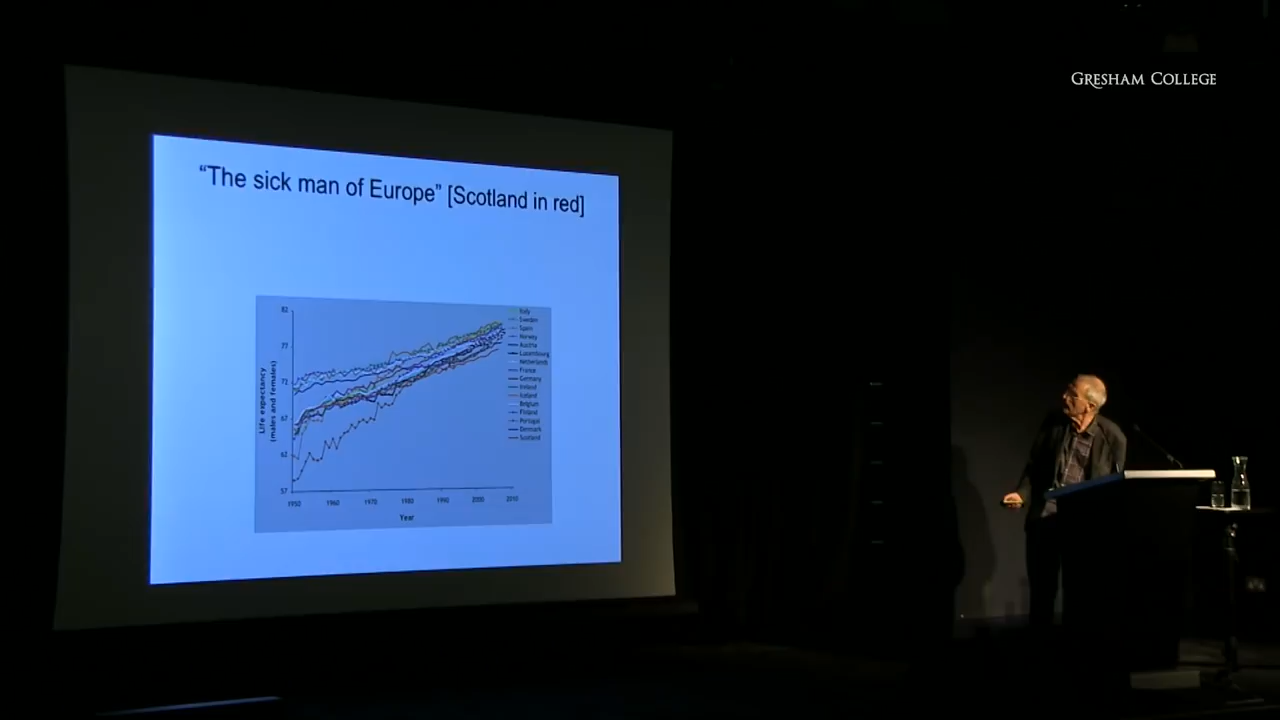 GRESHAM COLLEGE
“The sick man of Europe” [Scotland in red]
82
77
72
67
62
57
Life expectancy
(males and females)
1950 1960 1970 1980 1990 2000 2010
Year
Italy
Sweden
Spain
Norway
Austria
Luxembourg
Netherlands
France
Germany
Ireland
Iceland
Belgium
Finland
Portugal
Denmark
Scotland